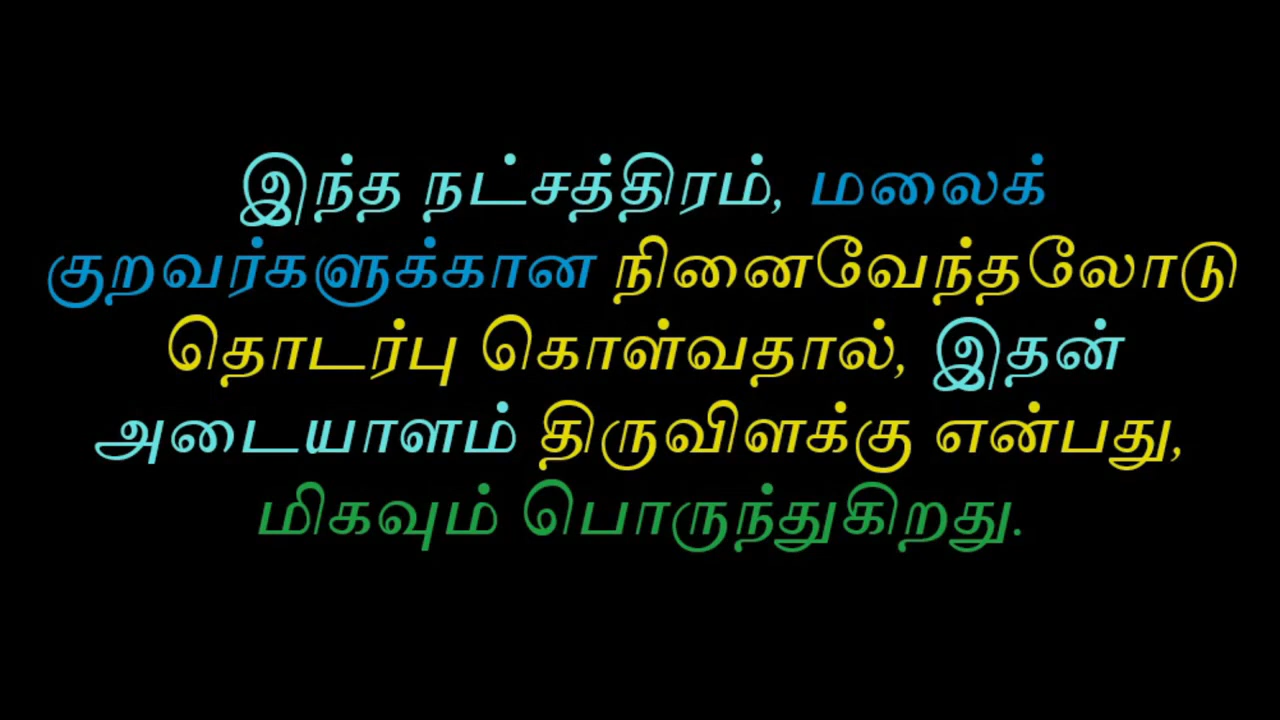 இந்த நட்சத்திரம், மலைக்
குறவர்களுக்கான நினைவேந்தலோடு
தொடர்பு கொள்வதால், இதன்
அடையாளம் திருவிளக்கு என்பது,
மிகவும் பொருந்துகிறது.